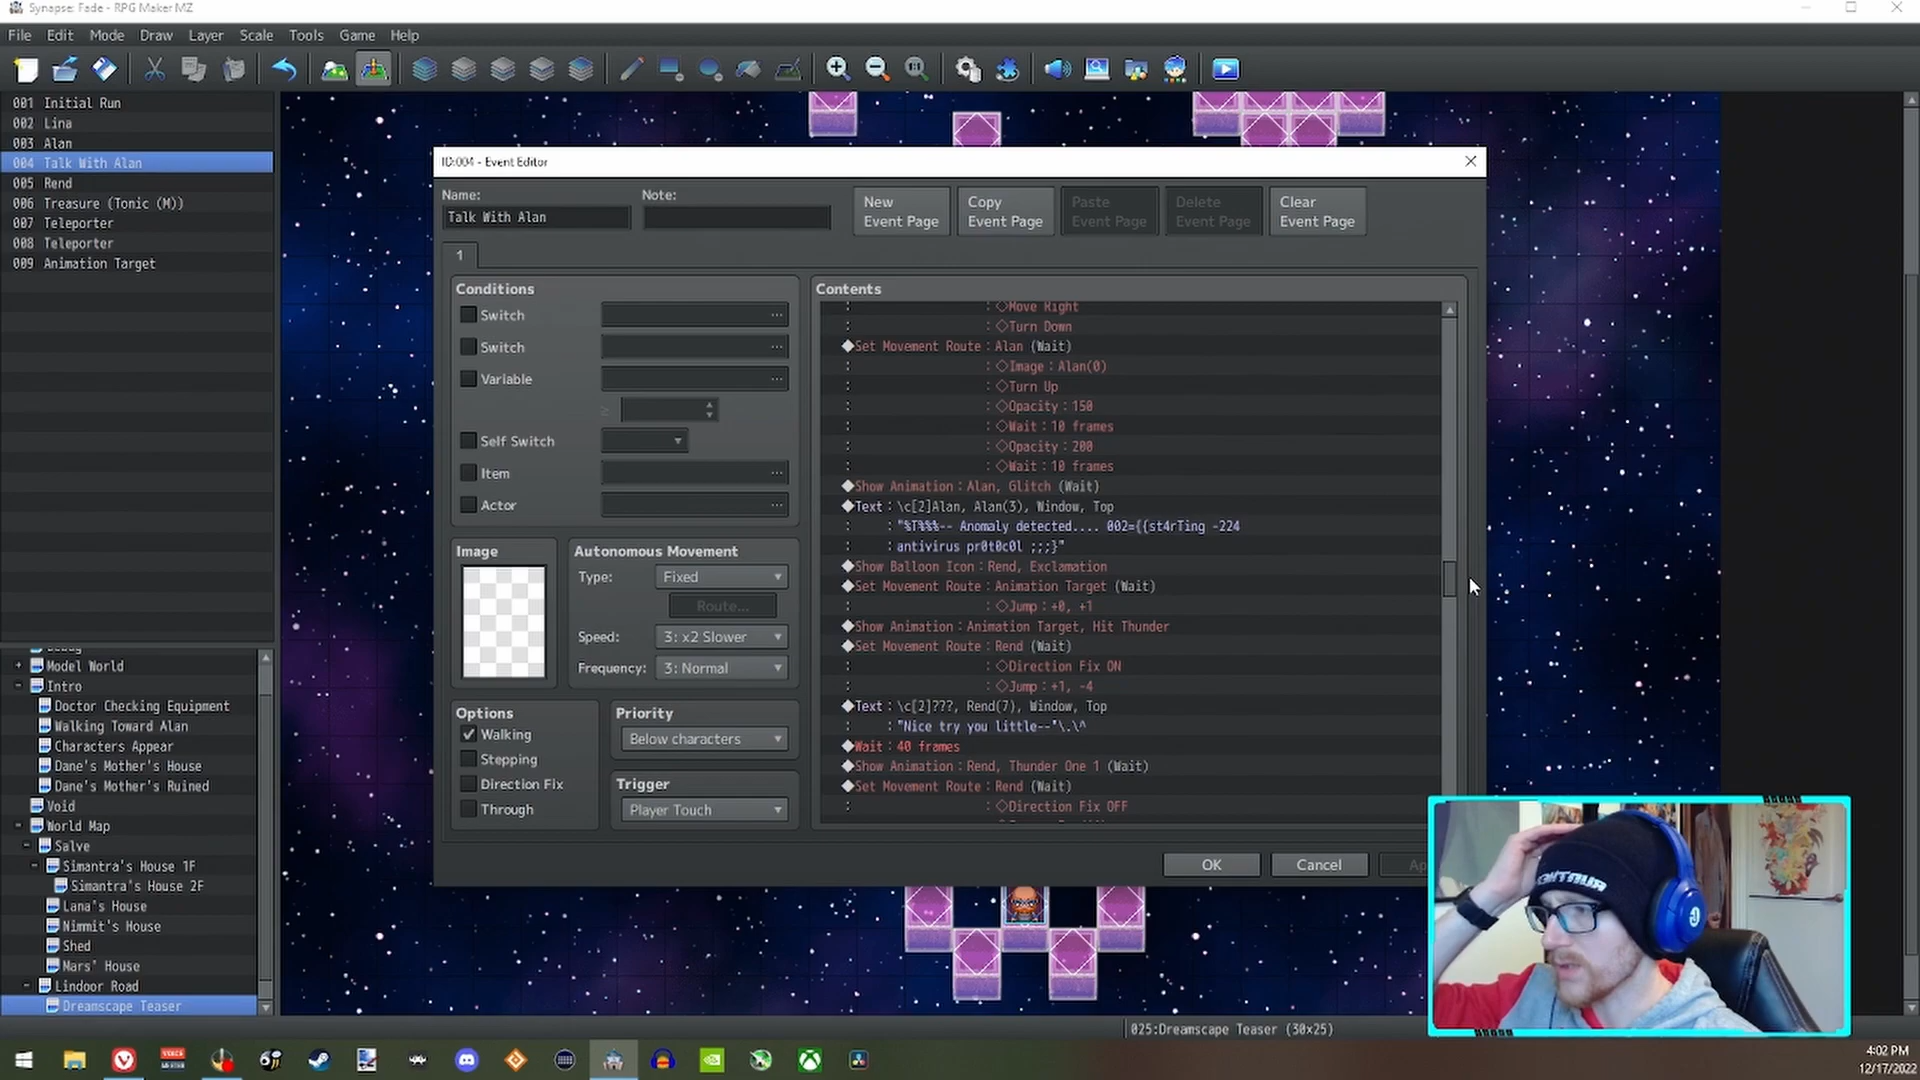 Synapse: Fade - RPG Maker MZ
File Edit Mode Draw Layer Scale Tools Game Help
001 Initial Run
002 Lina
003 Alan
004 Talk With Alan
005 Rend
006 Treasure (Tonic (M))
007 Teleporter
008 Teleporter
009 Animation Target
ID:004 - Event Editor
Name:
Talk With Alan
Note:
New
Event Page
Copy
Event Page
Paste
Event Page
Delete
Event Page
Clear
Event Page
1
Conditions
Switch ...
Switch ...
Variable ...
≥
Self Switch
Item ...
Actor ...
Image
Autonomous Movement
Type: Fixed
Route...
Speed: 3: x2 Slower
Frequency: 3: Normal
Options
Walking
Stepping
Direction Fix
Through
Priority
Below characters
Trigger
Player Touch
Contents
: :◇Move Right
: :◇Turn Down
◆Set Movement Route：Alan (Wait)
: :◇Image：Alan(0)
: :◇Turn Up
: :◇Opacity：150
: :◇Wait：10 frames
: :◇Opacity：200
: :◇Wait：10 frames
◆Show Animation：Alan, Glitch (Wait)
◆Text：\c[2]Alan, Alan(3), Window, Top
: :"%T%%%-- Anomaly detected.... 002={(st4rTing -224
: :antivirus pr0t0c0l ;;;}"
◆Show Balloon Icon：Rend, Exclamation
◆Set Movement Route：Animation Target (Wait)
: :◇Jump：+0, +1
◆Show Animation：Animation Target, Hit Thunder
◆Set Movement Route：Rend (Wait)
: :◇Direction Fix ON
: :◇Jump：+1, -4
◆Text：\c[2]???, Rend(7), Window, Top
: :"Nice try you little--"\.\^
◆Wait：40 frames
◆Show Animation：Rend, Thunder One 1 (Wait)
◆Set Movement Route：Rend (Wait)
: :◇Direction Fix OFF
OK
Cancel
Model World
Intro
Doctor Checking Equipment
Walking Toward Alan
Characters Appear
Dane's Mother's House
Dane's Mother's Ruined
Void
World Map
Salve
Simantra's House 1F
Simantra's House 2F
Lana's House
Nimmit's House
Shed
Mars' House
Lindoor Road
Dreamscape Teaser
025:Dreamscape Teaser (30x25)
4:02 PM
12/17/2022